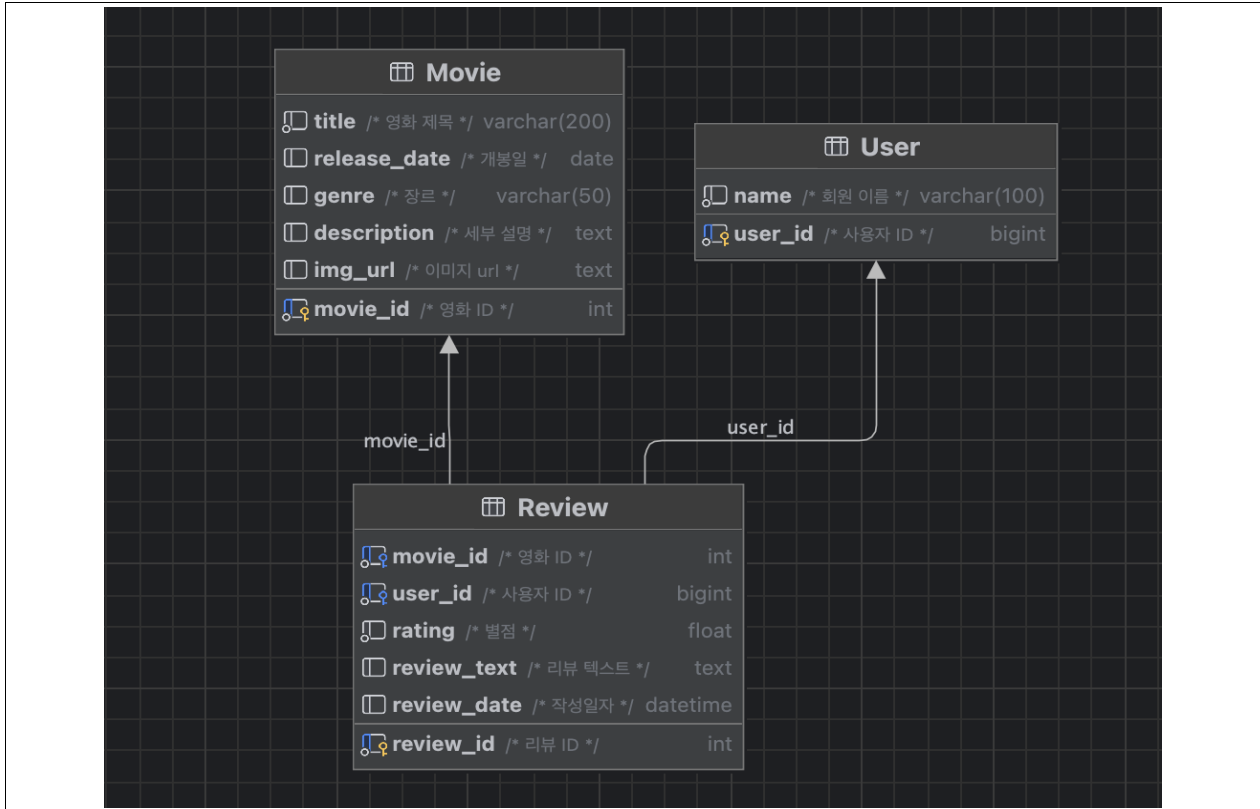 Movie
title /* 영화 제목 */ varchar(200)
release_date /* 개봉일 */ date
genre /* 장르 */ varchar(50)
description /* 세부 설명 */ text
img_url /* 이미지 url */ text
movie_id /* 영화 ID */ int
User
name /* 회원 이름 */ varchar(100)
user_id /* 사용자 ID */ bigint
movie_id
user_id
Review
movie_id /* 영화 ID */ int
user_id /* 사용자 ID */ bigint
rating /* 별점 */ float
review_text /* 리뷰 텍스트 */ text
review_date /* 작성일자 */ datetime
review_id /* 리뷰 ID */ int